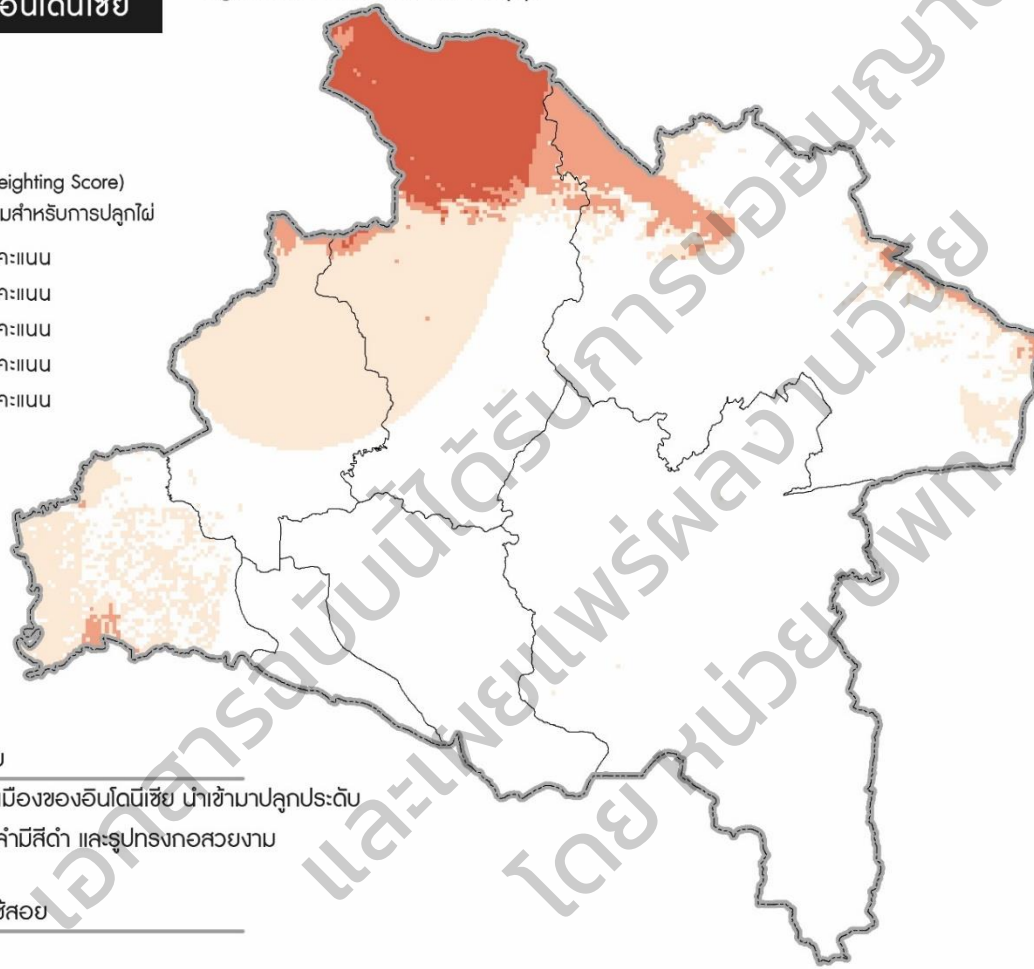 อินโดนีเซีย
eighting Score)
มสำหรับการปลูกไผ่
คะแนน
คะแนน
คะแนน
คะแนน
คะแนน
เมืองของอินโดนีเซีย นำเข้ามาปลูกประดับ
ลำมีสีดำ และรูปทรงกอสวยงาม
ใช้สอย
เอกสารฉบับนี้ได้รับการขออนุญาต
และเผยแพร่ผลงานวิจัย
โดย หน่วย บพท.